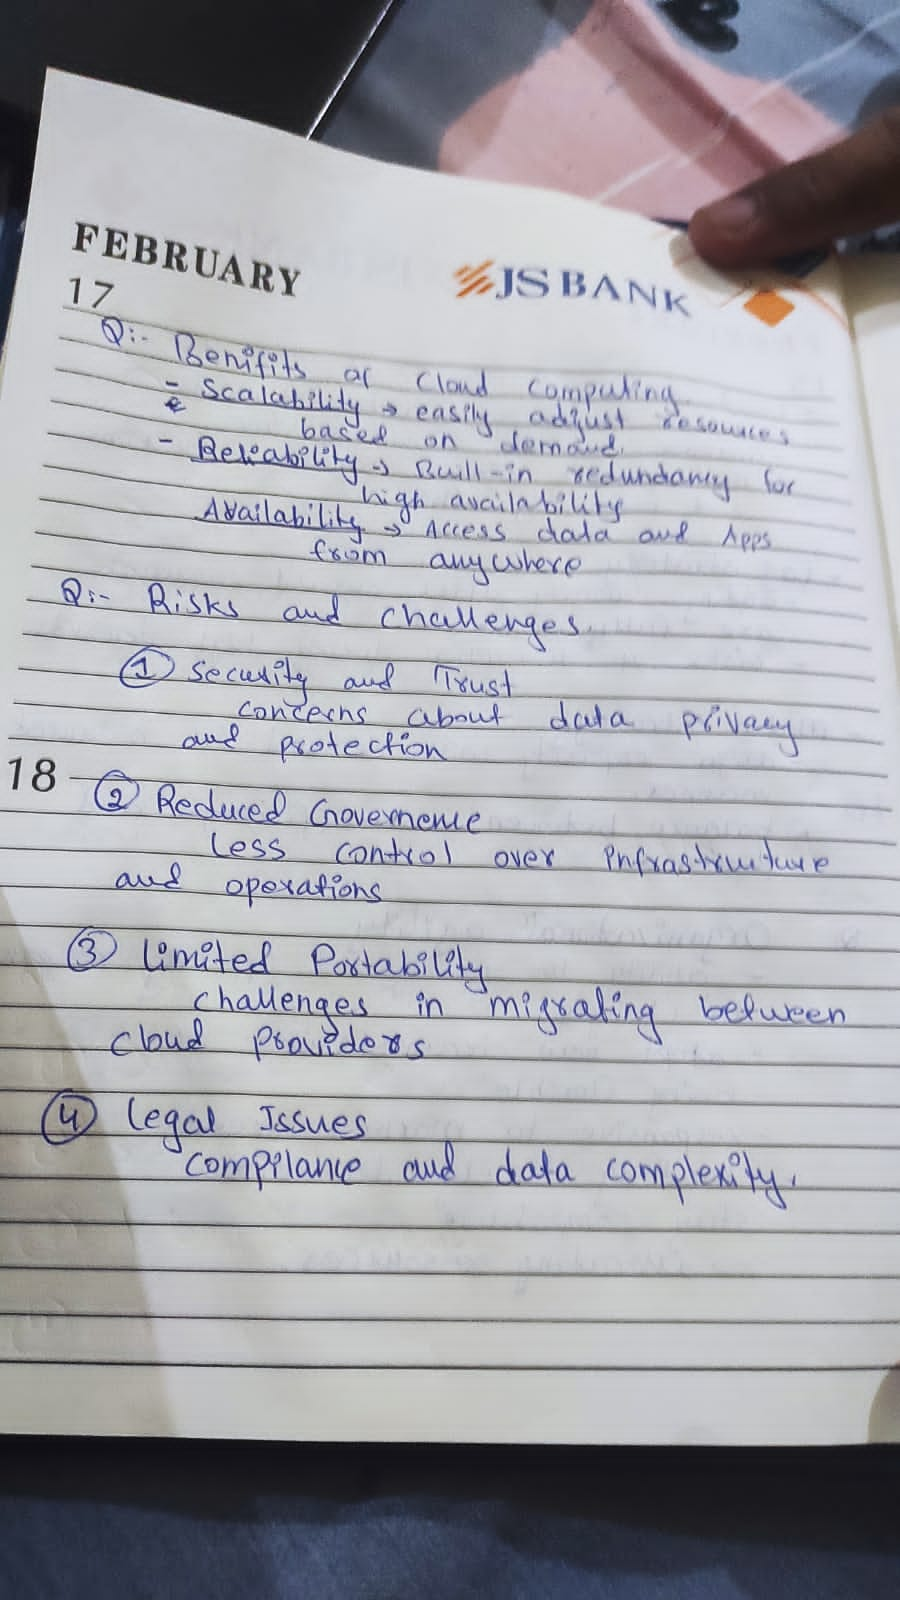 FEBRUARY
JS BANK
17
Q:- Benifits of Cloud Computing
- Scalability → easily adjust resources
based on demand.
- Reliability → Built-in redundancy for
high availability
Availability → Access data and Apps
from anywhere
Q:- Risks and challenges.
① Security and Trust
concerns about data privacy
and protection
18
② Reduced Governence
Less control over infrastructure
and operations
③ Limited Portability
challenges in migrating between
cloud providers
④ Legal Issues
compilance and data complexity.